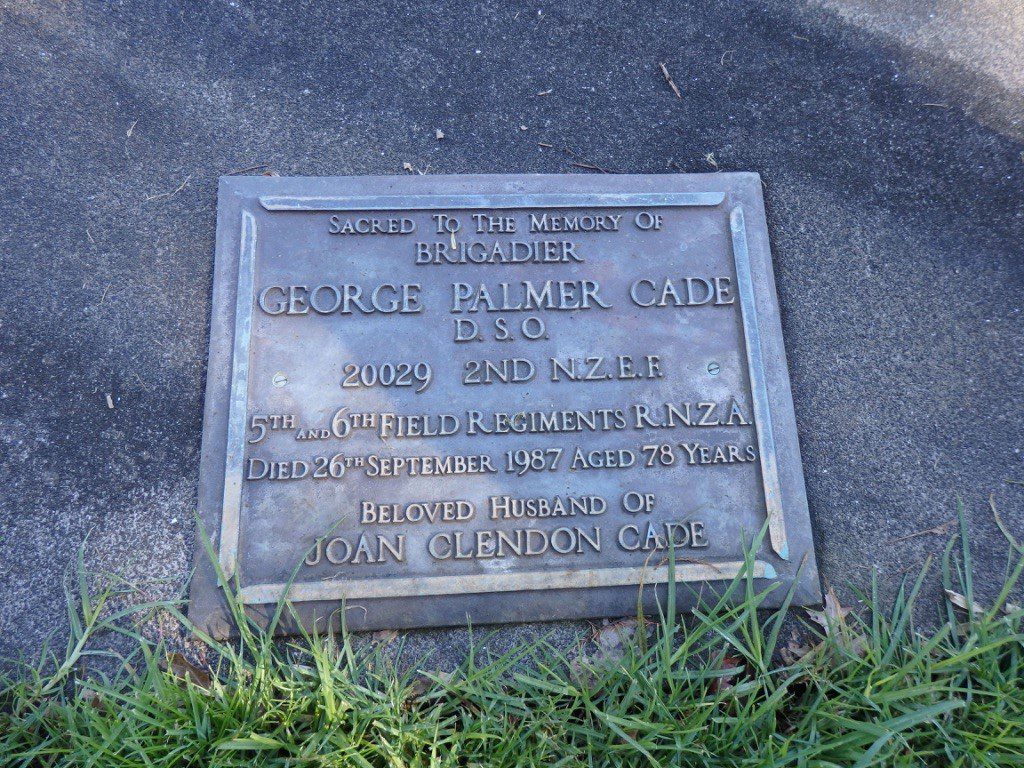 Sacred To The Memory Of
BRIGADIER
GEORGE PALMER CADE
D.S.O.
20029 2ND N.Z.E.F.
5TH AND 6TH Field Regiments R.N.Z.A.
Died 26TH September 1987 Aged 78 Years
Beloved Husband Of
JOAN CLENDON CADE